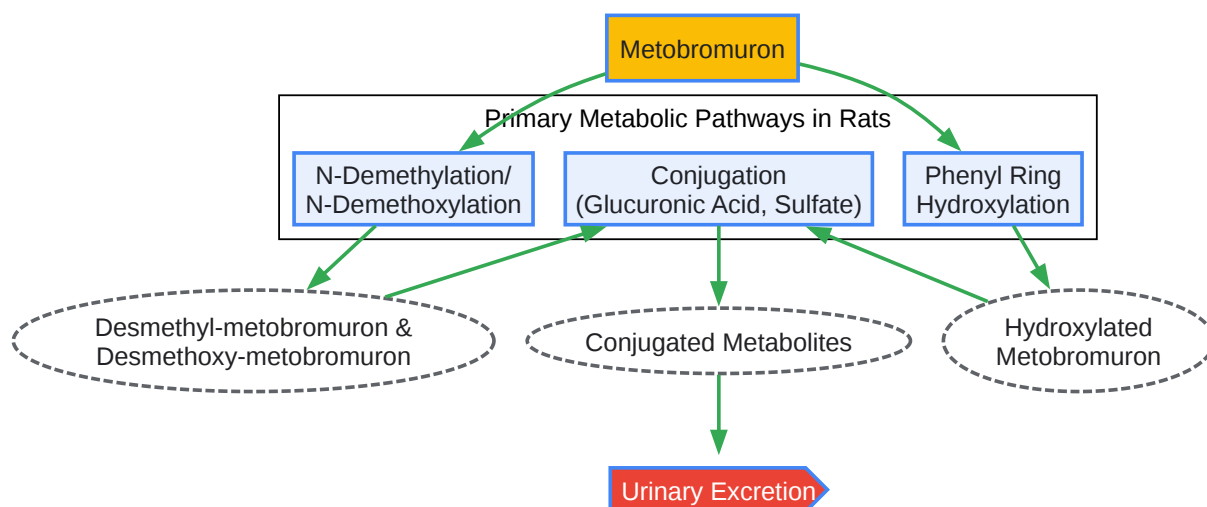 Metobromuron
Primary Metabolic Pathways in Rats
N-Demethylation/
N-Demethoxylation
Conjugation
(Glucuronic Acid, Sulfate)
Phenyl Ring
Hydroxylation
Desmethyl-metobromuron &
Desmethoxy-metobromuron
Conjugated Metabolites
Hydroxylated
Metobromuron
Urinary Excretion